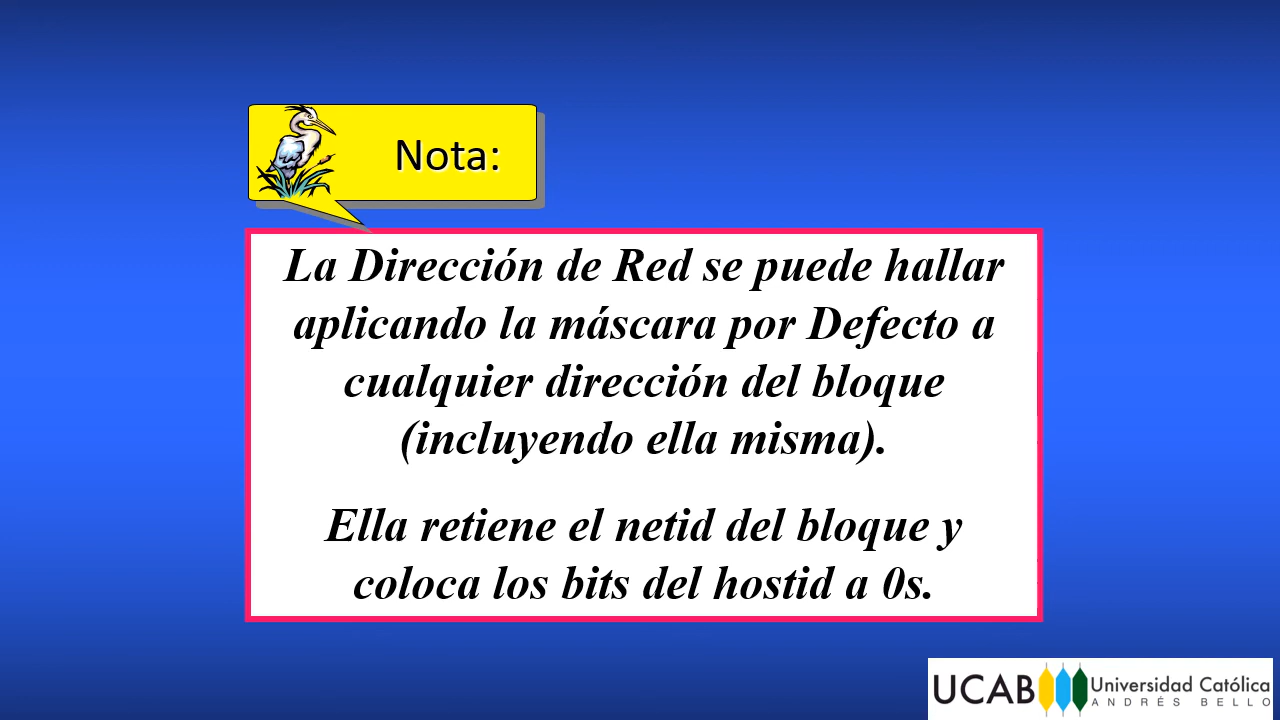 Nota:
La Dirección de Red se puede hallar
aplicando la máscara por Defecto a
cualquier dirección del bloque
(incluyendo ella misma).
Ella retiene el netid del bloque y
coloca los bits del hostid a 0s.
UCAB Universidad Católica
ANDRÉS BELLO